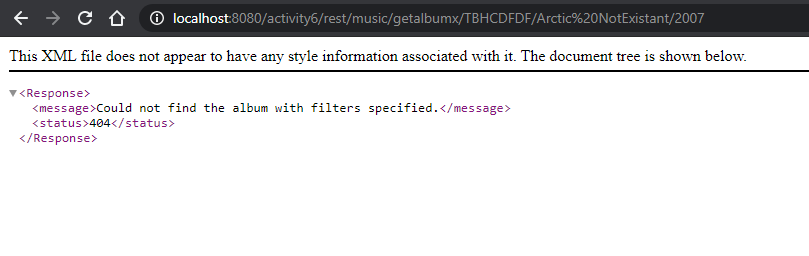 localhost:8080/activity6/rest/music/getalbumx/TBHCDFDF/Arctic%20NotExistant/2007
This XML file does not appear to have any style information associated with it. The document tree is shown below.
▼<Response>
<message>Could not find the album with filters specified.</message>
<status>404</status>
</Response>